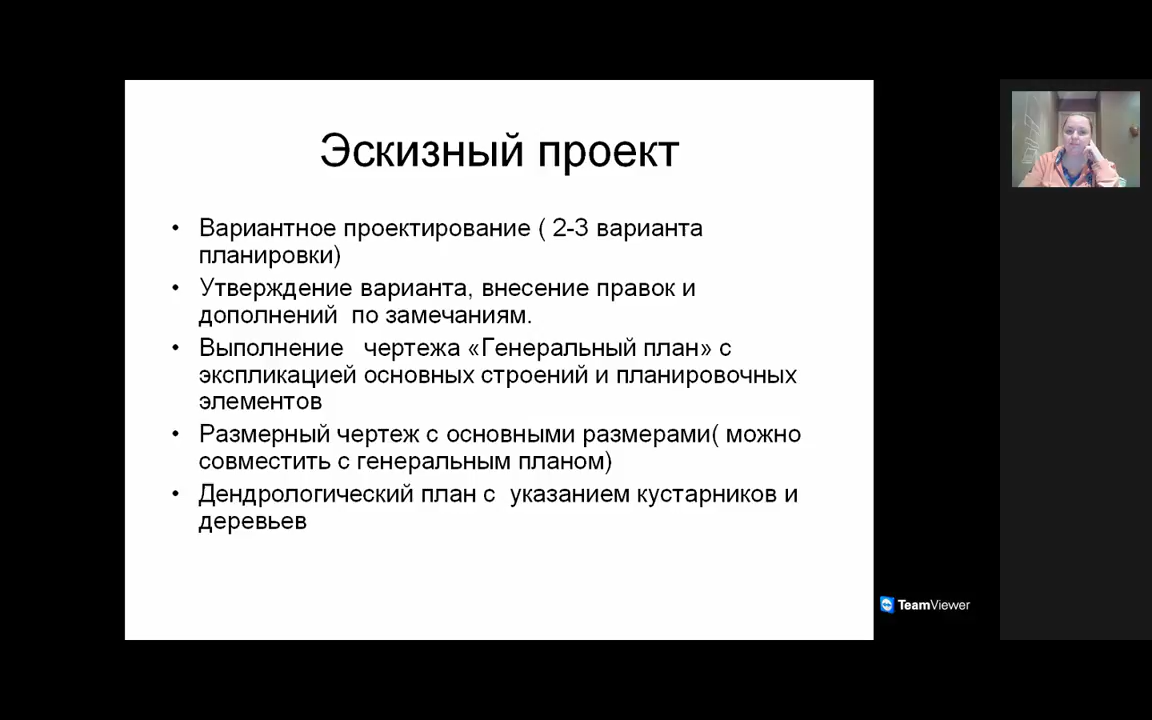 Эскизный проект
• Вариантное проектирование ( 2-3 варианта
планировки)
• Утверждение варианта, внесение правок и
дополнений  по замечаниям.
• Выполнение   чертежа «Генеральный план» с
экспликацией основных строений и планировочных
элементов
• Размерный чертеж с основными размерами( можно
совместить с генеральным планом)
• Дендрологический план с  указанием кустарников и
деревьев
TeamViewer